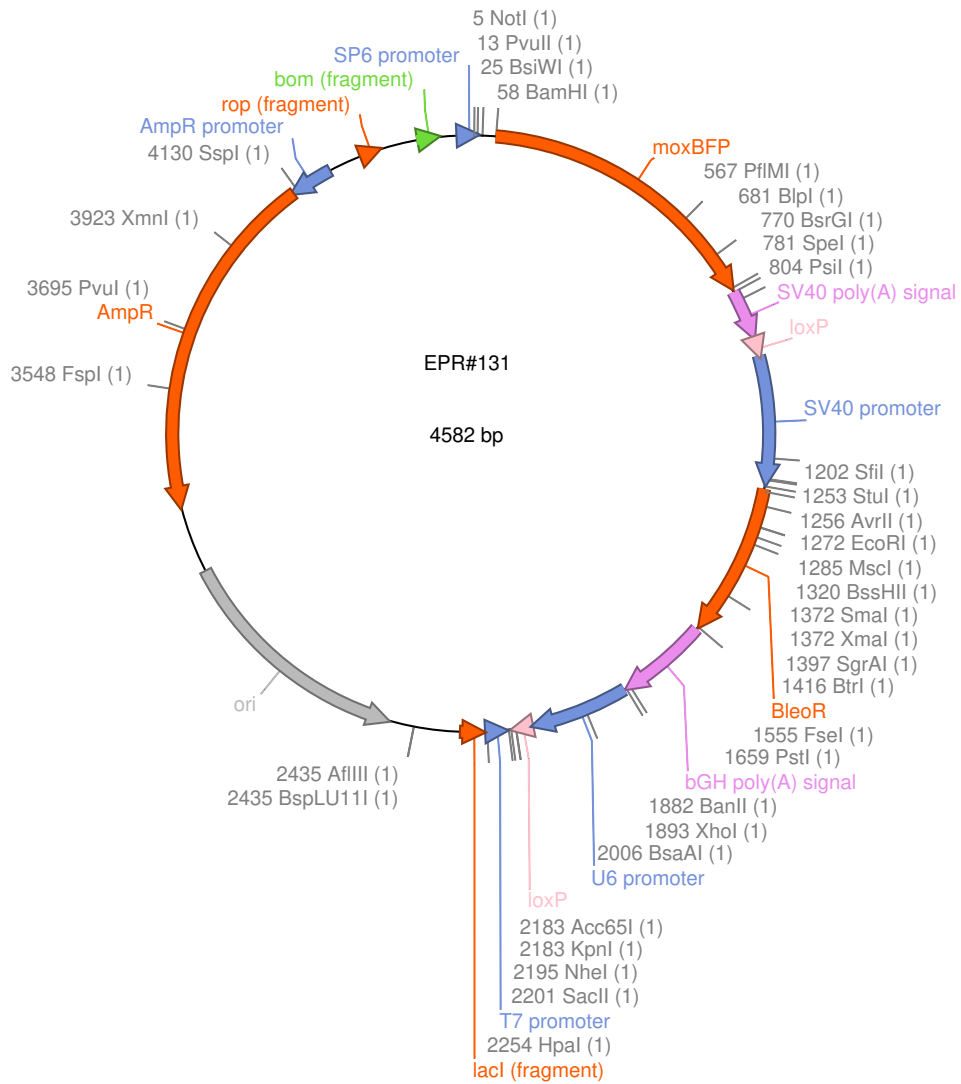 5 NotI (1)
13 PvuII (1)
SP6 promoter
25 BsiWI (1)
bom (fragment)
58 BamHI (1)
rop (fragment)
AmpR promoter
moxBFP
4130 SspI (1)
567 PflMI (1)
681 BlpI (1)
3923 XmnI (1)
770 BsrGI (1)
781 SpeI (1)
804 PsiI (1)
3695 PvuI (1)
SV40 poly(A) signal
AmpR
loxP
EPR#131
3548 FspI (1)
SV40 promoter
4582 bp
1202 SfiI (1)
1253 StuI (1)
1256 AvrII (1)
1272 EcoRI (1)
1285 MscI (1)
1320 BssHII (1)
1372 SmaI (1)
1372 XmaI (1)
1397 SgrAI (1)
1416 BtrI (1)
ori
BleoR
1555 FseI (1)
1659 PstI (1)
2435 AflIII (1)
bGH poly(A) signal
2435 BspLU11I (1)
1882 BanII (1)
1893 XhoI (1)
2006 BsaAI (1)
U6 promoter
loxP
2183 Acc65I (1)
2183 KpnI (1)
2195 NheI (1)
2201 SacII (1)
T7 promoter
2254 HpaI (1)
lacI (fragment)